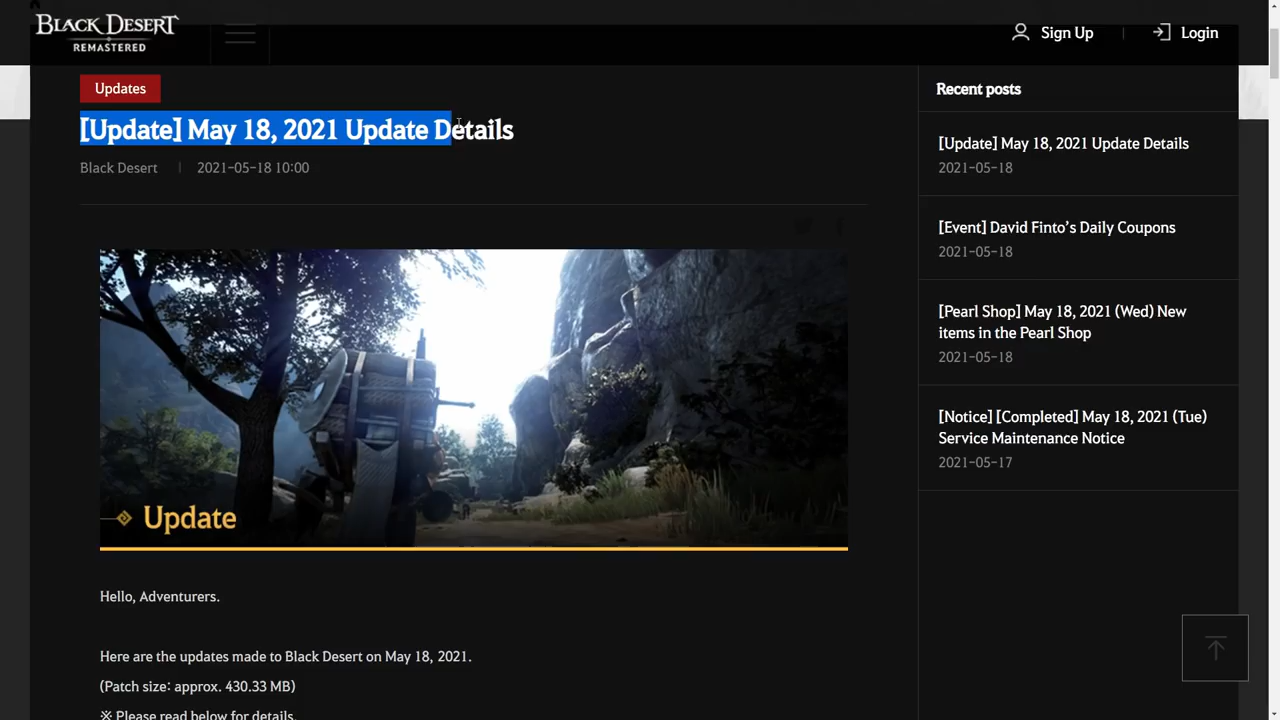 BLACK DESERT
REMASTERED
Sign Up
Login
Updates
[Update] May 18, 2021 Update Details
Black Desert
2021-05-18 10:00
Update
Hello, Adventurers.
Here are the updates made to Black Desert on May 18, 2021.
(Patch size: approx. 430.33 MB)
※ Please read below for details.
Recent posts
[Update] May 18, 2021 Update Details
2021-05-18
[Event] David Finto’s Daily Coupons
2021-05-18
[Pearl Shop] May 18, 2021 (Wed) New
items in the Pearl Shop
2021-05-18
[Notice] [Completed] May 18, 2021 (Tue)
Service Maintenance Notice
2021-05-17